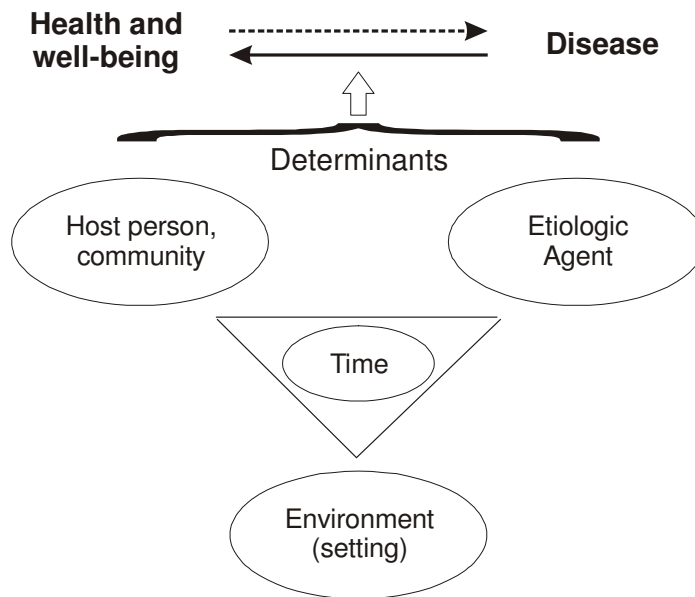 Health and
well-being
Disease
Determinants
Host person,
community
Etiologic
Agent
Time
Environment
(setting)